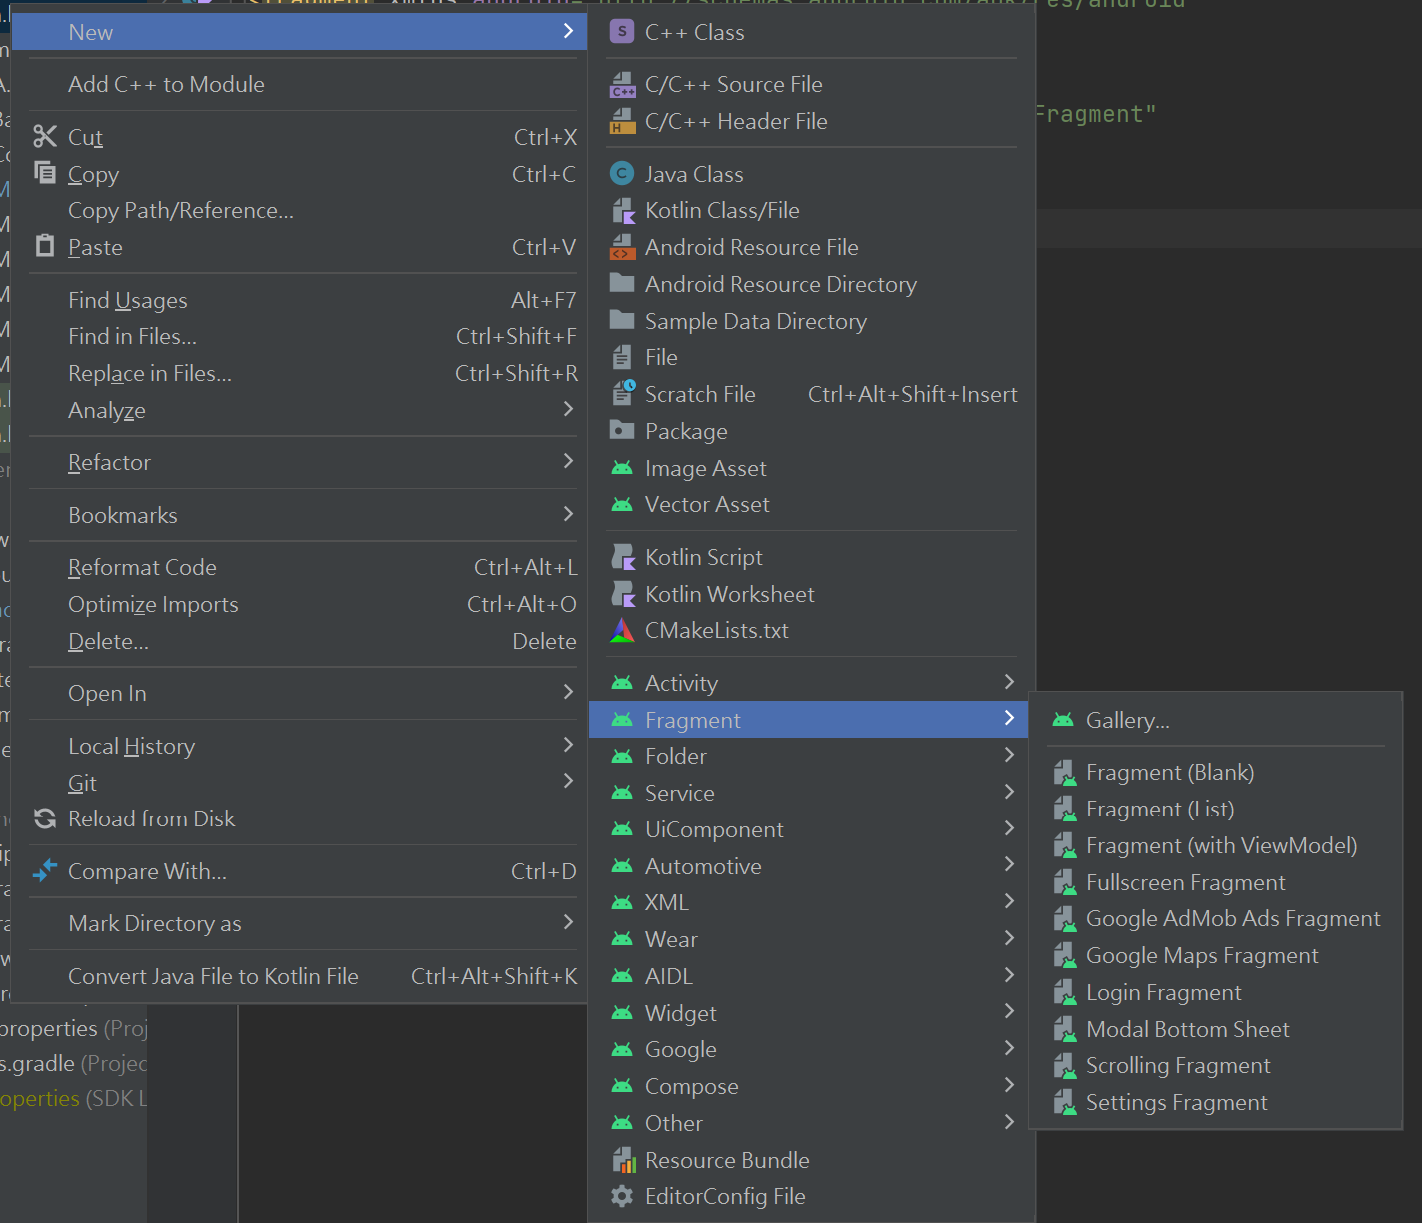 New
Add C++ to Module
Cut Ctrl+X
Copy Ctrl+C
Copy Path/Reference...
Paste Ctrl+V
Find Usages Alt+F7
Find in Files... Ctrl+Shift+F
Replace in Files... Ctrl+Shift+R
Analyze
Refactor
Bookmarks
Reformat Code Ctrl+Alt+L
Optimize Imports Ctrl+Alt+O
Delete... Delete
Open In
Local History
Git
Reload from Disk
Compare With... Ctrl+D
Mark Directory as
Convert Java File to Kotlin File Ctrl+Alt+Shift+K
properties (Proj
s.gradle (Projec
operties (SDK L
C++ Class
C/C++ Source File
C/C++ Header File
Java Class
Kotlin Class/File
Android Resource File
Android Resource Directory
Sample Data Directory
File
Scratch File Ctrl+Alt+Shift+Insert
Package
Image Asset
Vector Asset
Kotlin Script
Kotlin Worksheet
CMakeLists.txt
Activity
Fragment
Folder
Service
UiComponent
Automotive
XML
Wear
AIDL
Widget
Google
Compose
Other
Resource Bundle
EditorConfig File
Fragment"
Gallery...
Fragment (Blank)
Fragment (List)
Fragment (with ViewModel)
Fullscreen Fragment
Google AdMob Ads Fragment
Google Maps Fragment
Login Fragment
Modal Bottom Sheet
Scrolling Fragment
Settings Fragment